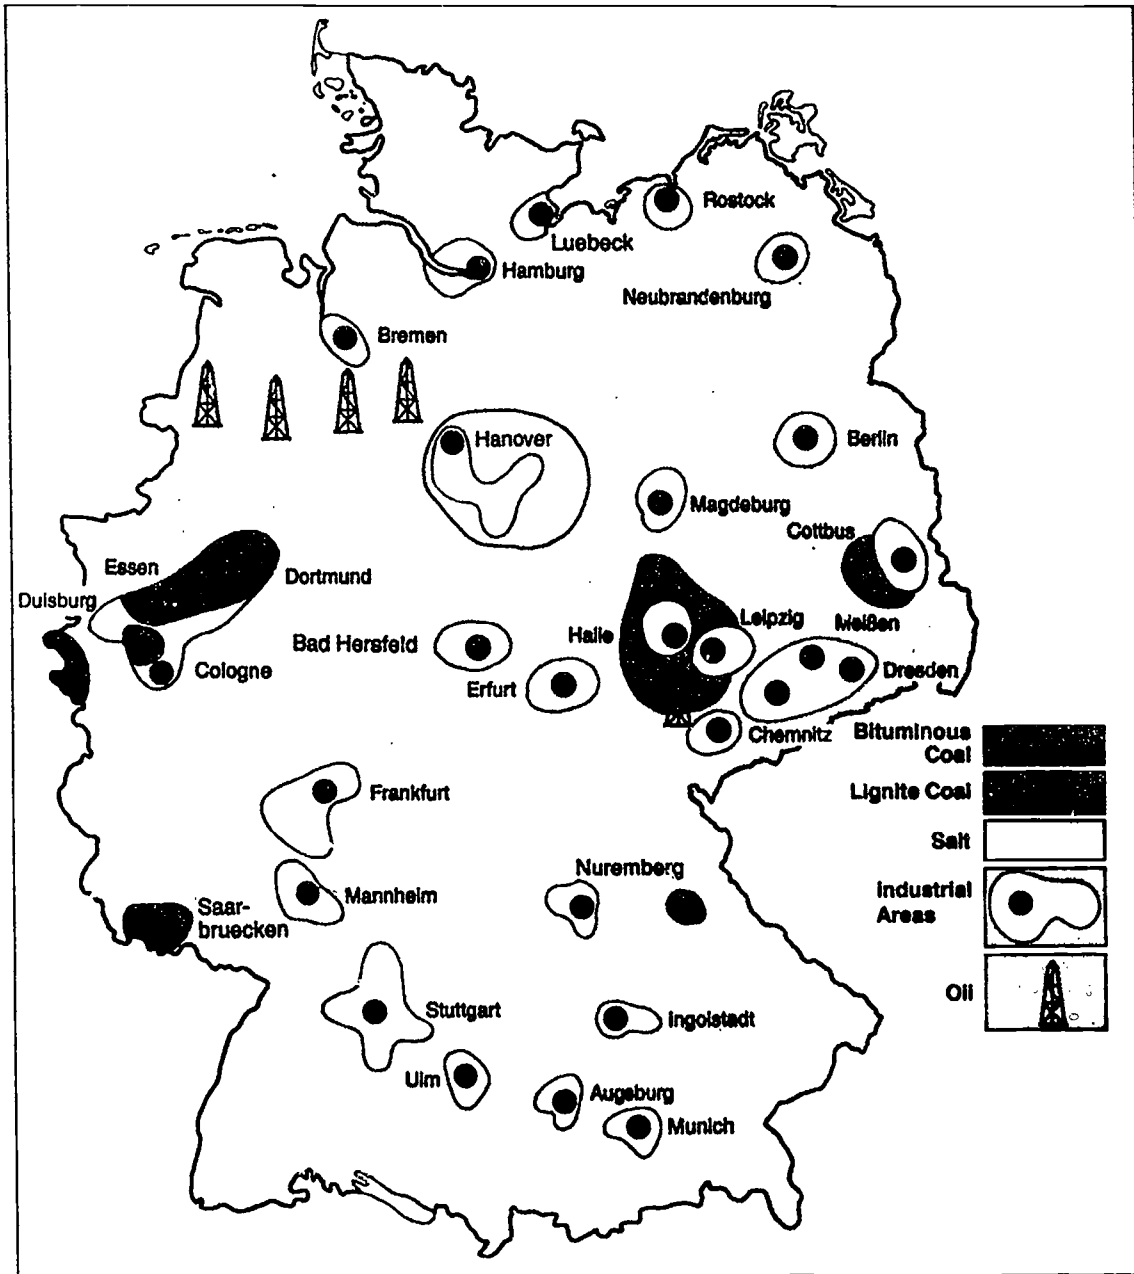 Rostock
Luebeck
Hamburg
Neubrandenburg
Bremen
Hanover
Berlin
Magdeburg
Cottbus
Essen
Dortmund
Duisburg
Halle
Leipzig
Meißen
Bad Hersfeld
Cologne
Erfurt
Dresden
Chemnitz
Bituminous
Coal
Lignite Coal
Frankfurt
Salt
Nuremberg
Industrial
Areas
Mannheim
Saar-
bruecken
Oil
Stuttgart
Ingolstadt
Ulm
Augsburg
Munich